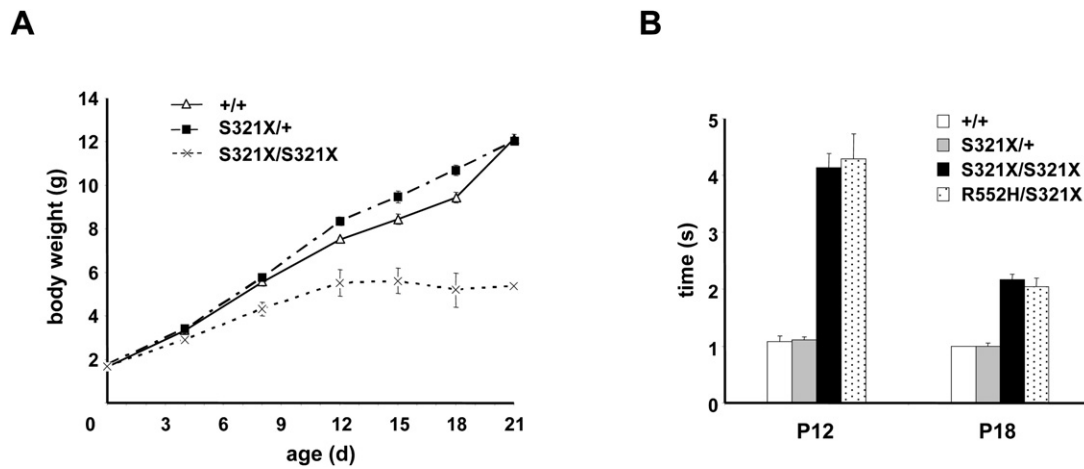 A
B
14
12
10
8
6
4
2
0
3
6
9
12
15
18
21
body weight (g)
age (d)
+/+
S321X/+
S321X/S321X
5
4
3
2
1
0
time (s)
P12
P18
+/+
S321X/+
S321X/S321X
R552H/S321X